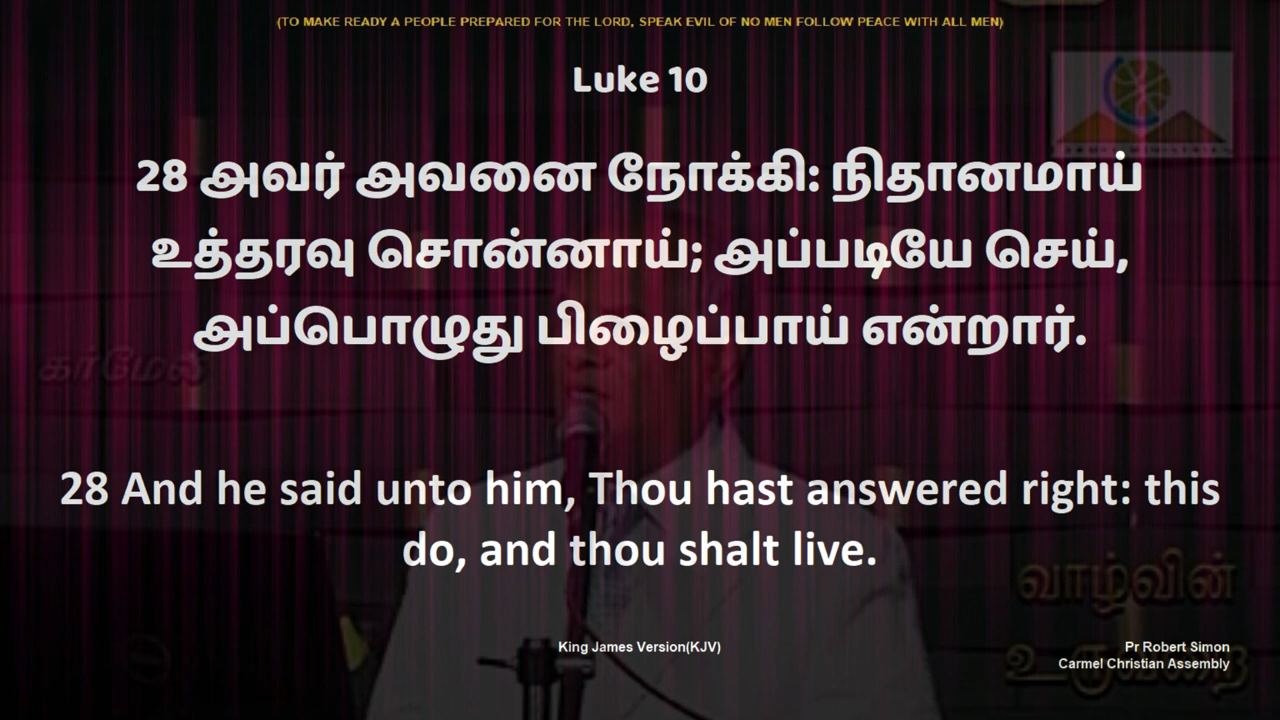 (TO MAKE READY A PEOPLE PREPARED FOR THE LORD, SPEAK EVIL OF NO MEN FOLLOW PEACE WITH ALL MEN)
Luke 10
28 அவர் அவனை நோக்கி: நிதானமாய்
உத்தரவு சொன்னாய்; அப்படியே செய்,
அப்பொழுது பிழைப்பாய் என்றார்.
கர்மேல்
28 And he said unto him, Thou hast answered right: this
do, and thou shalt live.
வாழ்வின்
உருவரை
King James Version(KJV)
Pr Robert Simon
Carmel Christian Assembly